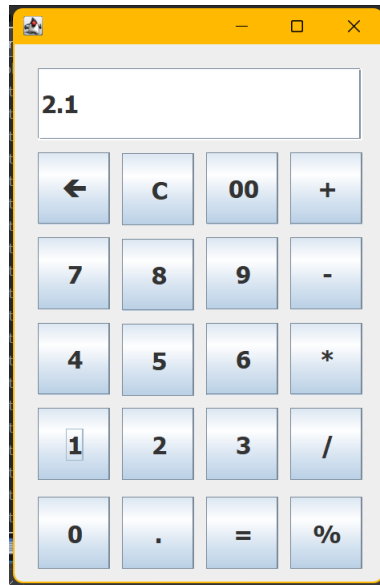 2.1
🡰 C 00 +
7 8 9 -
4 5 6 *
1 2 3 /
0 . = %